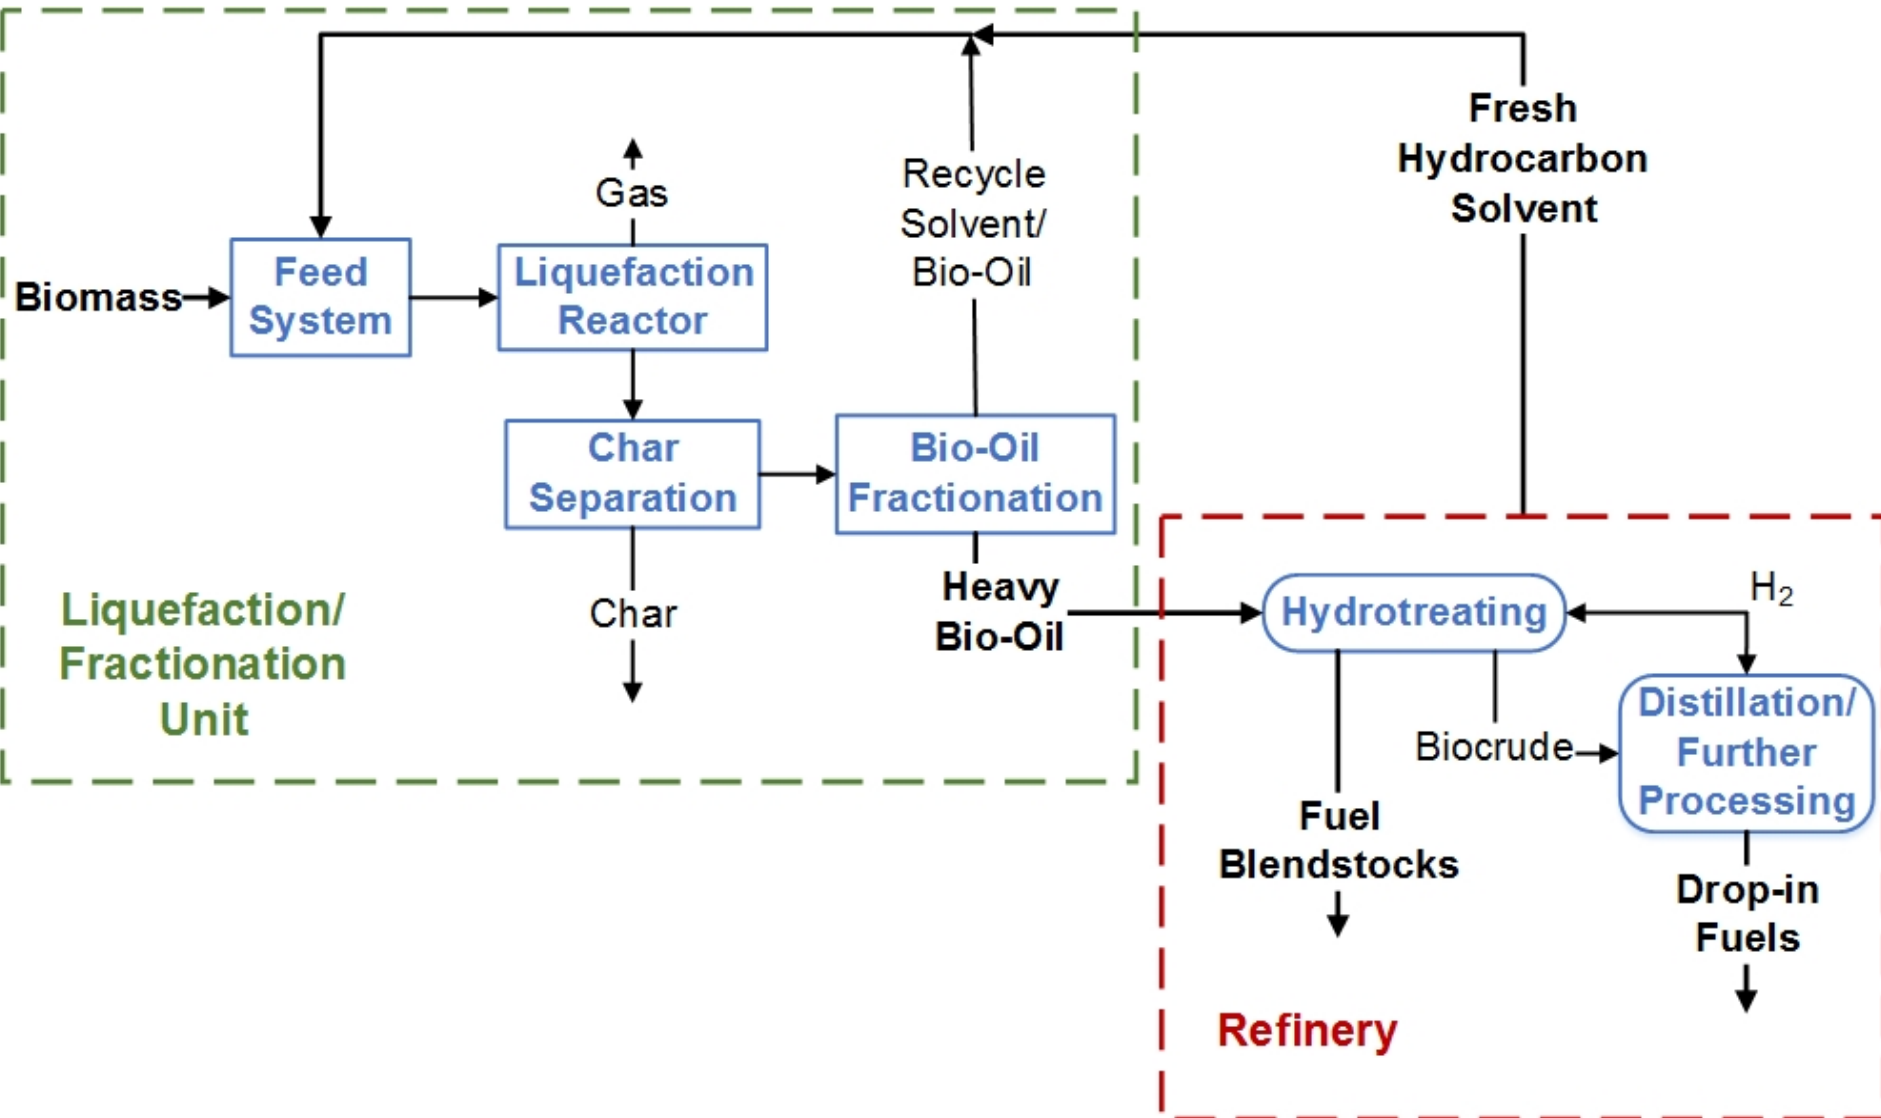 Fresh
Hydrocarbon
Solvent
Gas
Recycle
Solvent/
Bio-Oil
Biomass
Feed
System
Liquefaction
Reactor
Char
Separation
Bio-Oil
Fractionation
Liquefaction/
Fractionation
Unit
Char
Heavy
Bio-Oil
Hydrotreating
H2
Biocrude
Distillation/
Further
Processing
Fuel
Blendstocks
Drop-in
Fuels
Refinery